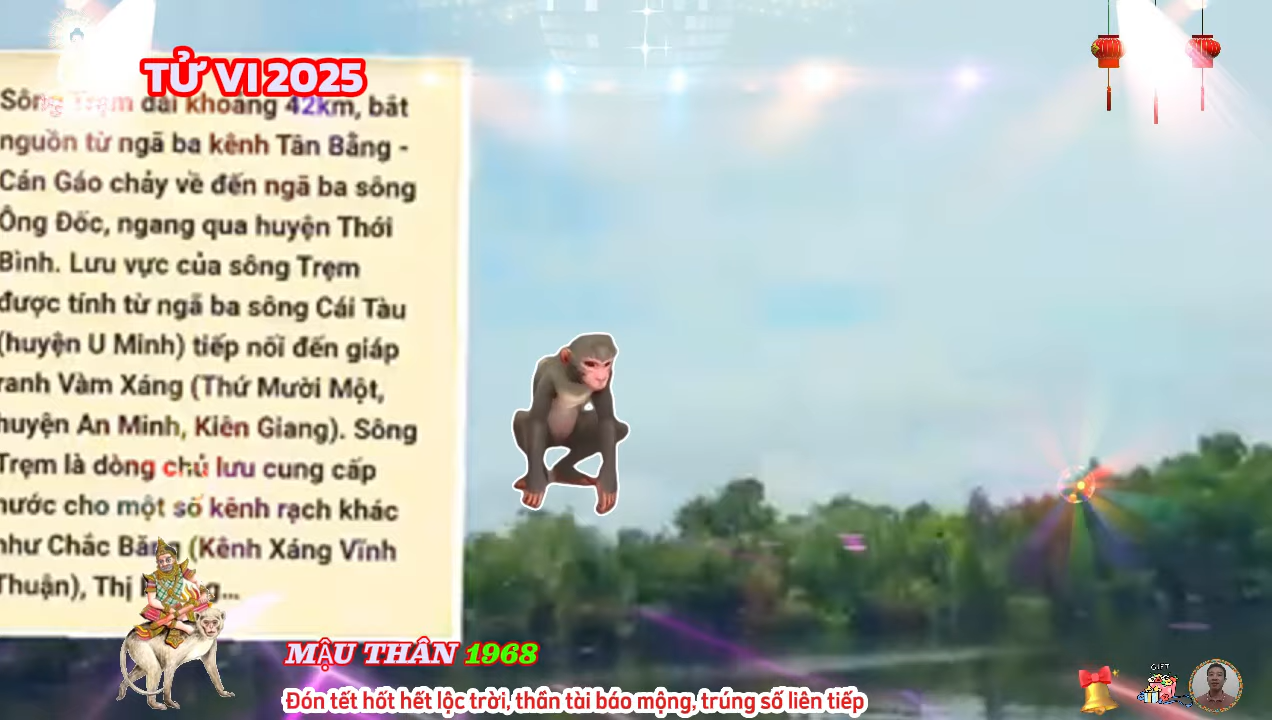 TỬ VI 2025
Sông Trẹm dài khoảng 42km, bắt
nguồn từ ngã ba kênh Tân Bằng -
Cán Gáo chảy về đến ngã ba sông
Ông Đốc, ngang qua huyện Thới
Bình. Lưu vực của sông Trẹm
được tính từ ngã ba sông Cái Tàu
(huyện U Minh) tiếp nối đến giáp
ranh Vàm Xáng (Thứ Mười Một,
huyện An Minh, Kiên Giang). Sông
Trẹm là dòng chủ lưu cung cấp
nước cho một số kênh rạch khác
như Chắc Băng (Kênh Xáng Vĩnh
Thuận), Thị
MẬU THÂN 1968
Đón tết hốt hết lộc trời, thần tài báo mộng, trúng số liên tiếp
GIFT